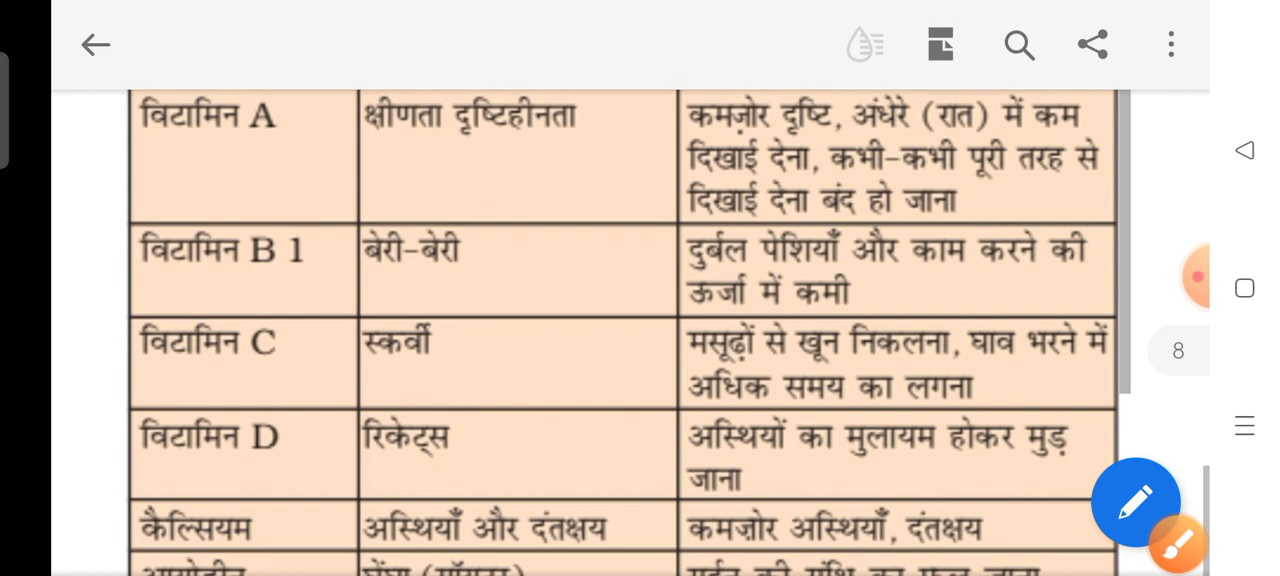 विटामिन A
क्षीणता दृष्टिहीनता
कमज़ोर दृष्टि, अंधेरे (रात) में कम
दिखाई देना, कभी-कभी पूरी तरह से
दिखाई देना बंद हो जाना
विटामिन B 1
बेरी-बेरी
दुर्बल पेशियाँ और काम करने की
ऊर्जा में कमी
विटामिन C
स्कर्वी
मसूढ़ों से खून निकलना, घाव भरने में
अधिक समय का लगना
विटामिन D
रिकेट्स
अस्थियों का मुलायम होकर मुड़
जाना
कैल्सियम
अस्थियाँ और दंतक्षय
कमज़ोर अस्थियाँ, दंतक्षय
8